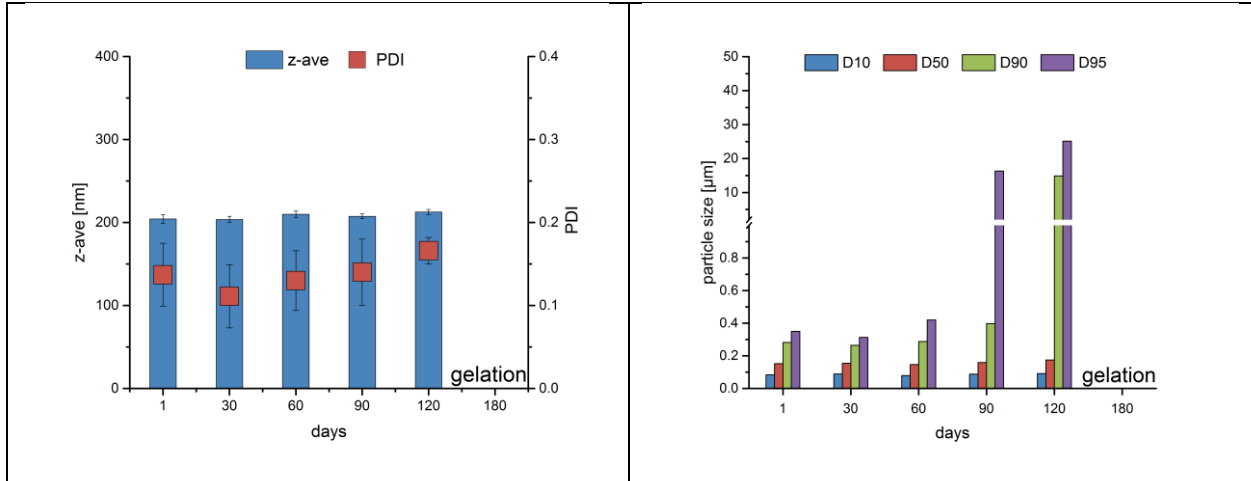 z-ave PDI
400
300
200
100
0
z-ave [nm]
0.4
0.3
0.2
0.1
0.0
PDI
gelation
1 30 60 90 120 180
days
D10 D50 D90 D95
50
40
30
20
10
0.8
0.6
0.4
0.2
0.0
particle size [µm]
gelation
1 30 60 90 120 180
days